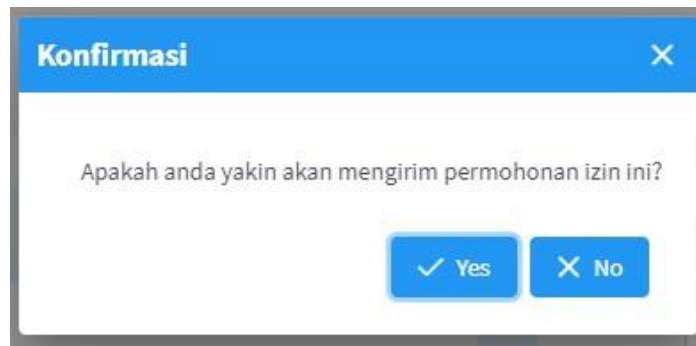 Konfirmasi
Apakah anda yakin akan mengirim permohonan izin ini?
Yes
No